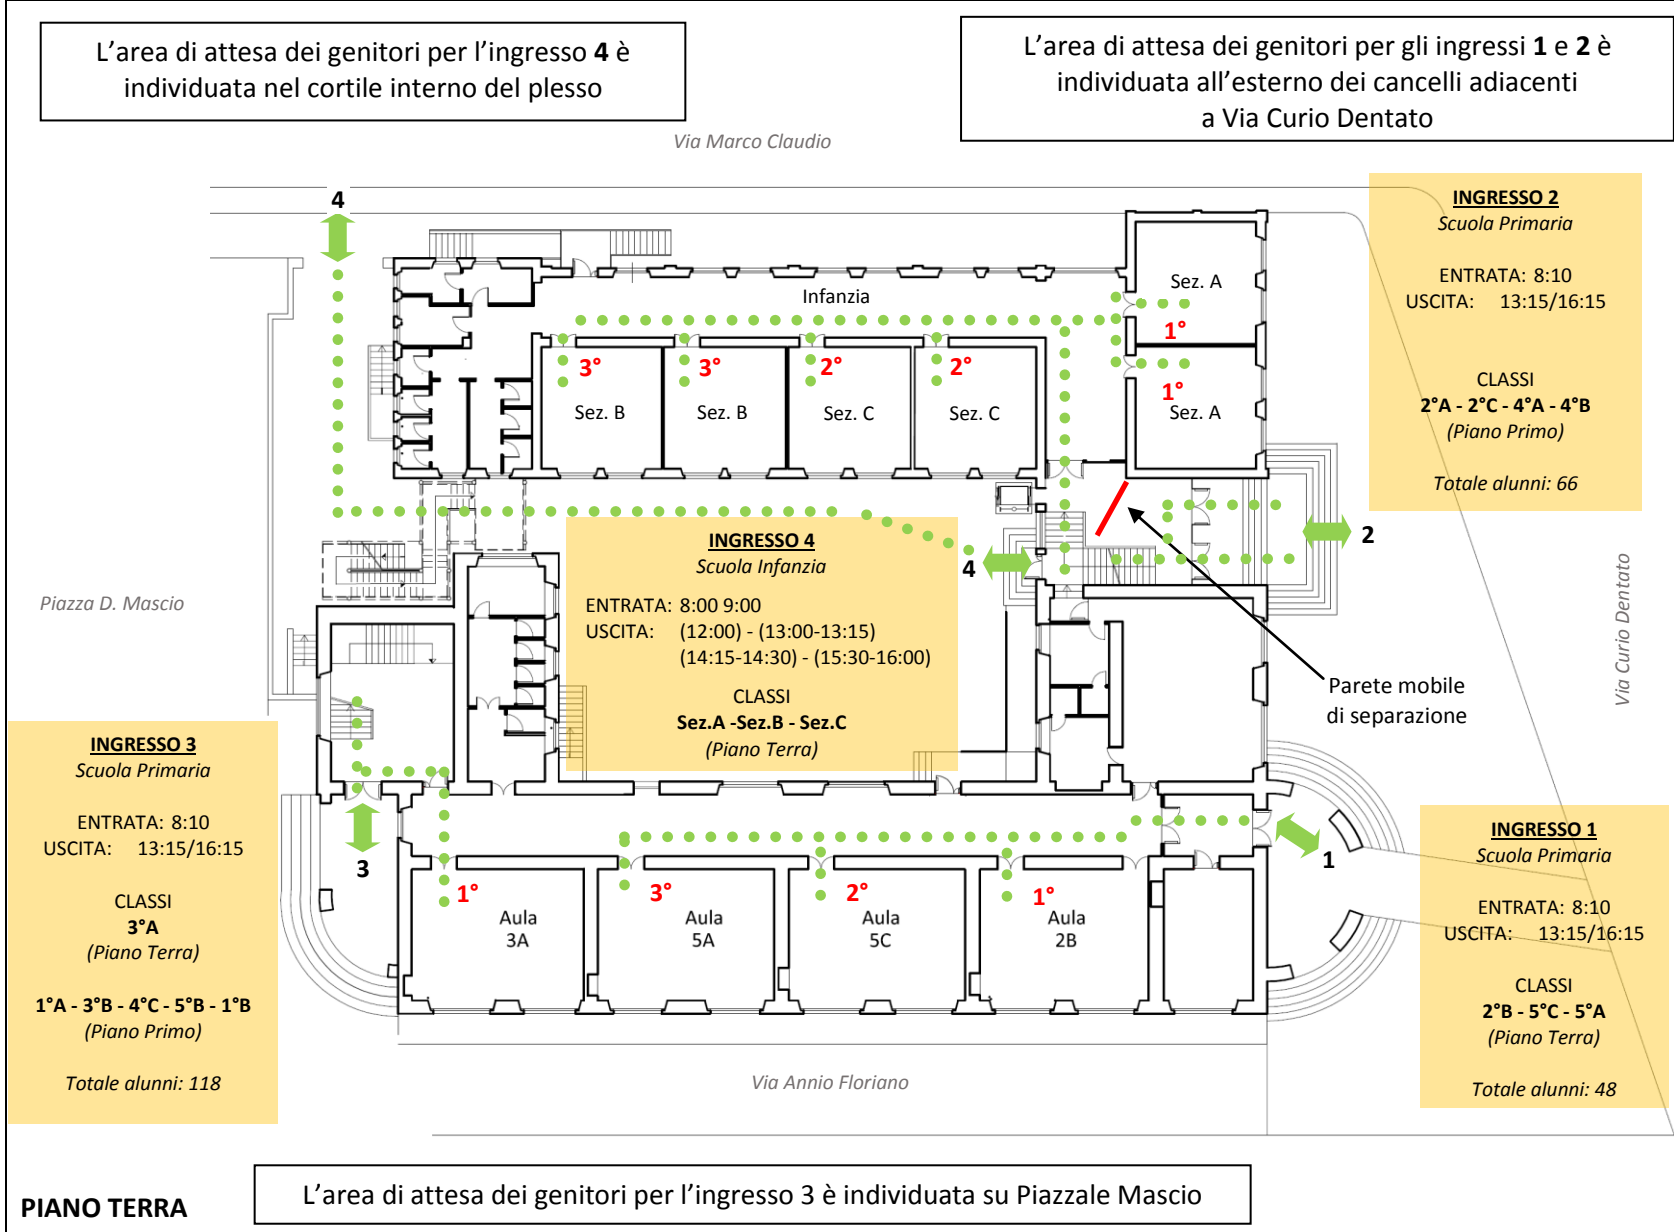 L'area di attesa dei genitori per l'ingresso 4 è
individuata nel cortile interno del plesso
L'area di attesa dei genitori per gli ingressi 1 e 2 è
individuata all'esterno dei cancelli adiacenti
a Via Curio Dentato
Via Marco Claudio
4
INGRESSO 2
Scuola Primaria
ENTRATA: 8:10
USCITA: 13:15/16:15
CLASSI
2°A - 2°C - 4°A - 4°B
(Piano Primo)
Totale alunni: 66
Infanzia
Sez. A
1°
3°
3°
2°
2°
1°
Sez. B
Sez. B
Sez. C
Sez. C
Sez. A
2
INGRESSO 4
Scuola Infanzia
ENTRATA: 8:00 9:00
USCITA: (12:00) - (13:00-13:15)
(14:15-14:30) - (15:30-16:00)
CLASSI
Sez.A -Sez.B - Sez.C
(Piano Terra)
4
Piazza D. Mascio
Via Curio Dentato
Parete mobile
di separazione
INGRESSO 3
Scuola Primaria
ENTRATA: 8:10
USCITA: 13:15/16:15
CLASSI
3°A
(Piano Terra)
1°A - 3°B - 4°C - 5°B - 1°B
(Piano Primo)
Totale alunni: 118
3
1
1°
3°
2°
1°
Aula
3A
Aula
5A
Aula
5C
Aula
2B
INGRESSO 1
Scuola Primaria
ENTRATA: 8:10
USCITA: 13:15/16:15
CLASSI
2°B - 5°C - 5°A
(Piano Terra)
Totale alunni: 48
Via Annio Floriano
PIANO TERRA
L'area di attesa dei genitori per l'ingresso 3 è individuata su Piazzale Mascio